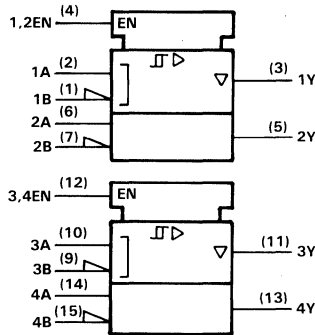 1,2EN (4) EN
1A (2)
1B (1)
(3) 1Y
2A (6)
2B (7)
(5) 2Y
3,4EN (12) EN
3A (10)
3B (9)
(11) 3Y
4A (14)
4B (15)
(13) 4Y